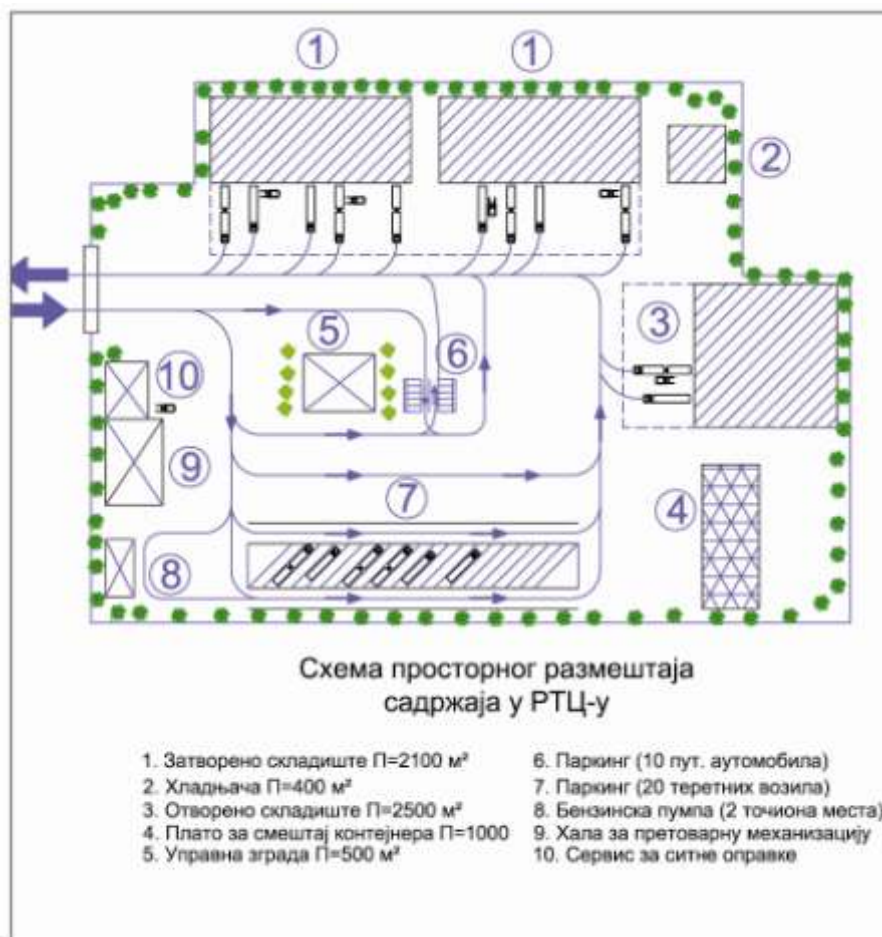 1
1
2
3
5
6
10
9
7
4
8
Схема просторног размештаја
садржаја у РТЦ-у
1. Затворено складиште П=2100 м²
2. Хладњача П=400 м²
3. Отворено складиште П=2500 м²
4. Плато за смештај контејнера П=1000
5. Управна зграда П=500 м²
6. Паркинг (10 пут. аутомобила)
7. Паркинг (20 теретних возила)
8. Бензинска пумпа (2 точиона места)
9. Хала за претоварну механизацију
10. Сервис за ситне оправке